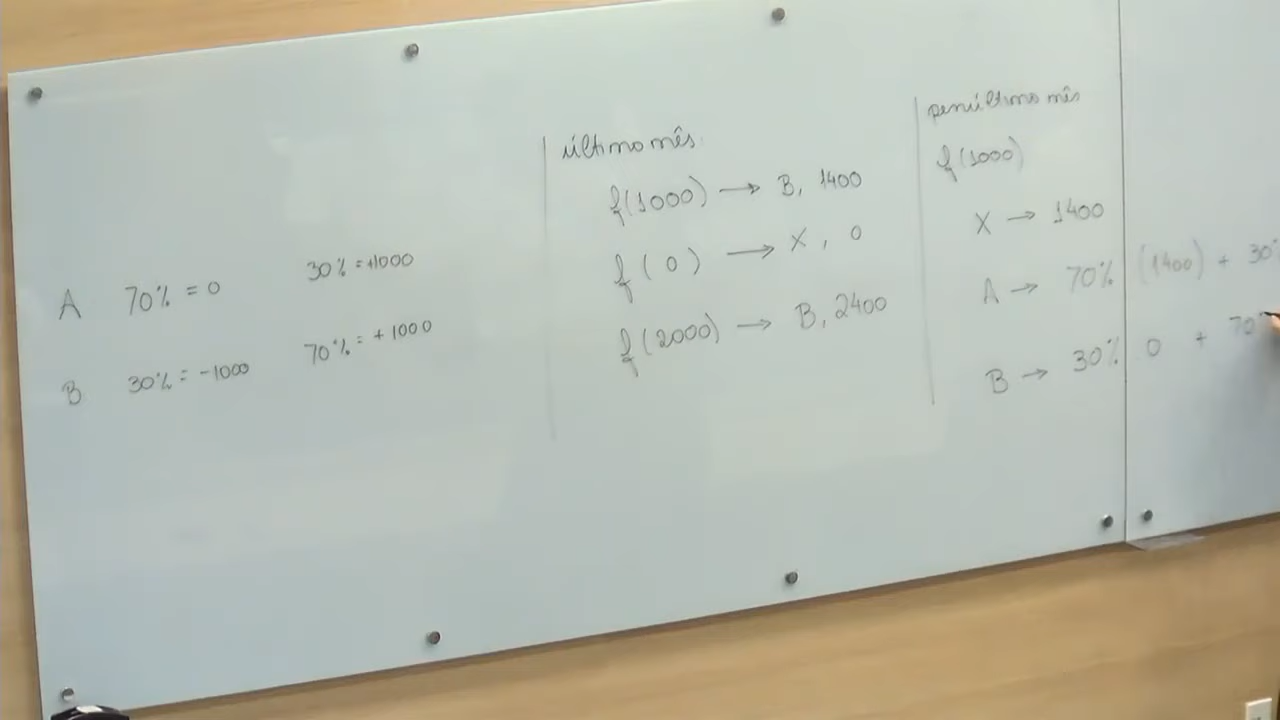 A 70% = 0 30% = +1000
B 30% = -1000 70% = +1000
último mês.
f(1000) → B, 1400
f(0) → X, 0
f(2000) → B, 2400
penúltimo mês
f(1000)
X → 1400
A → 70% (1400) + 30%
B → 30% 0 + 70